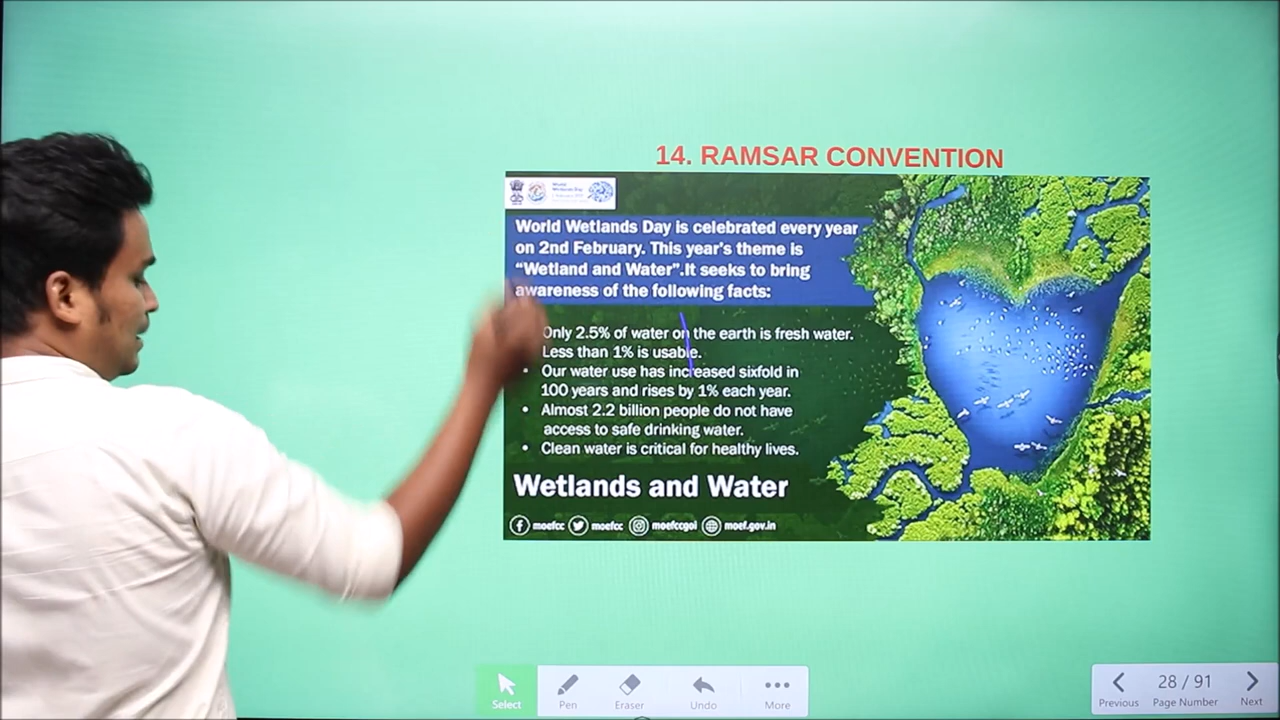 14. RAMSAR CONVENTION
World Wetlands Day is celebrated every year
on 2nd February. This year's theme is
“Wetland and Water”.It seeks to bring
awareness of the following facts:
Only 2.5% of water on the earth is fresh water.
Less than 1% is usable.
• Our water use has increased sixfold in
100 years and rises by 1% each year.
• Almost 2.2 billion people do not have
access to safe drinking water.
• Clean water is critical for healthy lives.
Wetlands and Water
moefcc moefcc moefccgoi moef.gov.in
Select Pen Eraser Undo More
Previous 28 / 91 Page Number Next